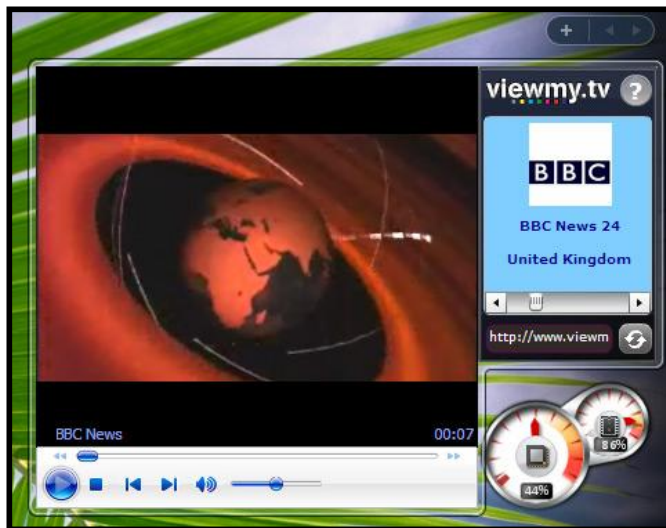 viewmy.tv ?
BBC
BBC News 24
United Kingdom
http://www.viewm
BBC News 00:07
86%
44%